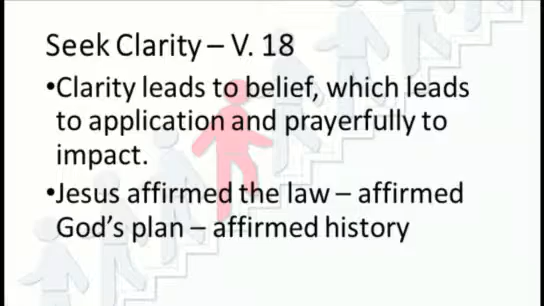 Seek Clarity – V. 18
•Clarity leads to belief, which leads
to application and prayerfully to
impact.
•Jesus affirmed the law – affirmed
God's plan – affirmed history